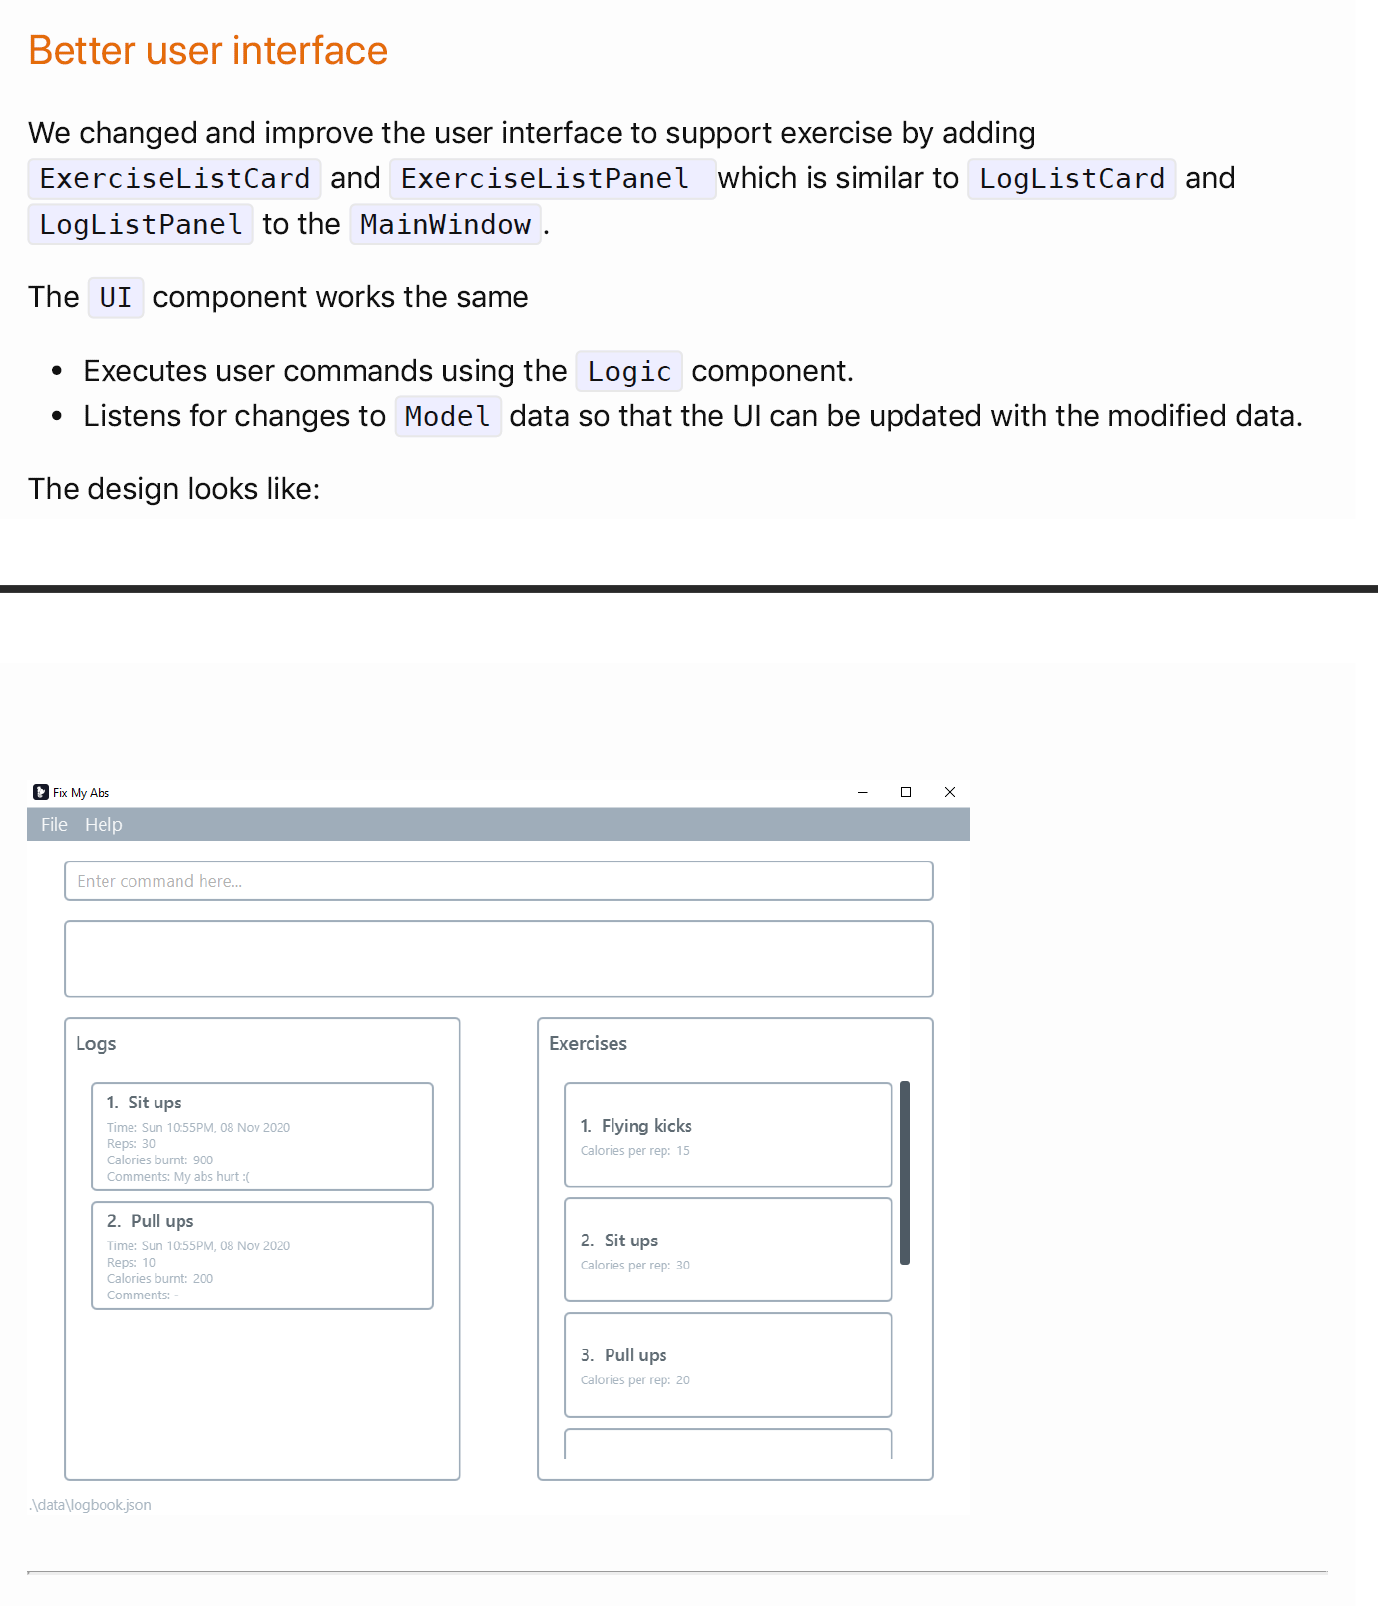 Better user interface
We changed and improve the user interface to support exercise by adding
ExerciseListCard and ExerciseListPanel which is similar to LogListCard and
LogListPanel to the MainWindow.
The UI component works the same
• Executes user commands using the Logic component.
• Listens for changes to Model data so that the UI can be updated with the modified data.
The design looks like:
Fix My Abs
File Help
Enter command here...
Logs
1. Sit ups
Time: Sun 10:55PM, 08 Nov 2020
Reps: 30
Calories burnt: 900
Comments: My abs hurt :(
2. Pull ups
Time: Sun 10:55PM, 08 Nov 2020
Reps: 10
Calories burnt: 200
Comments: -
Exercises
1. Flying kicks
Calories per rep: 15
2. Sit ups
Calories per rep: 30
3. Pull ups
Calories per rep: 20
.\data\logbook.json